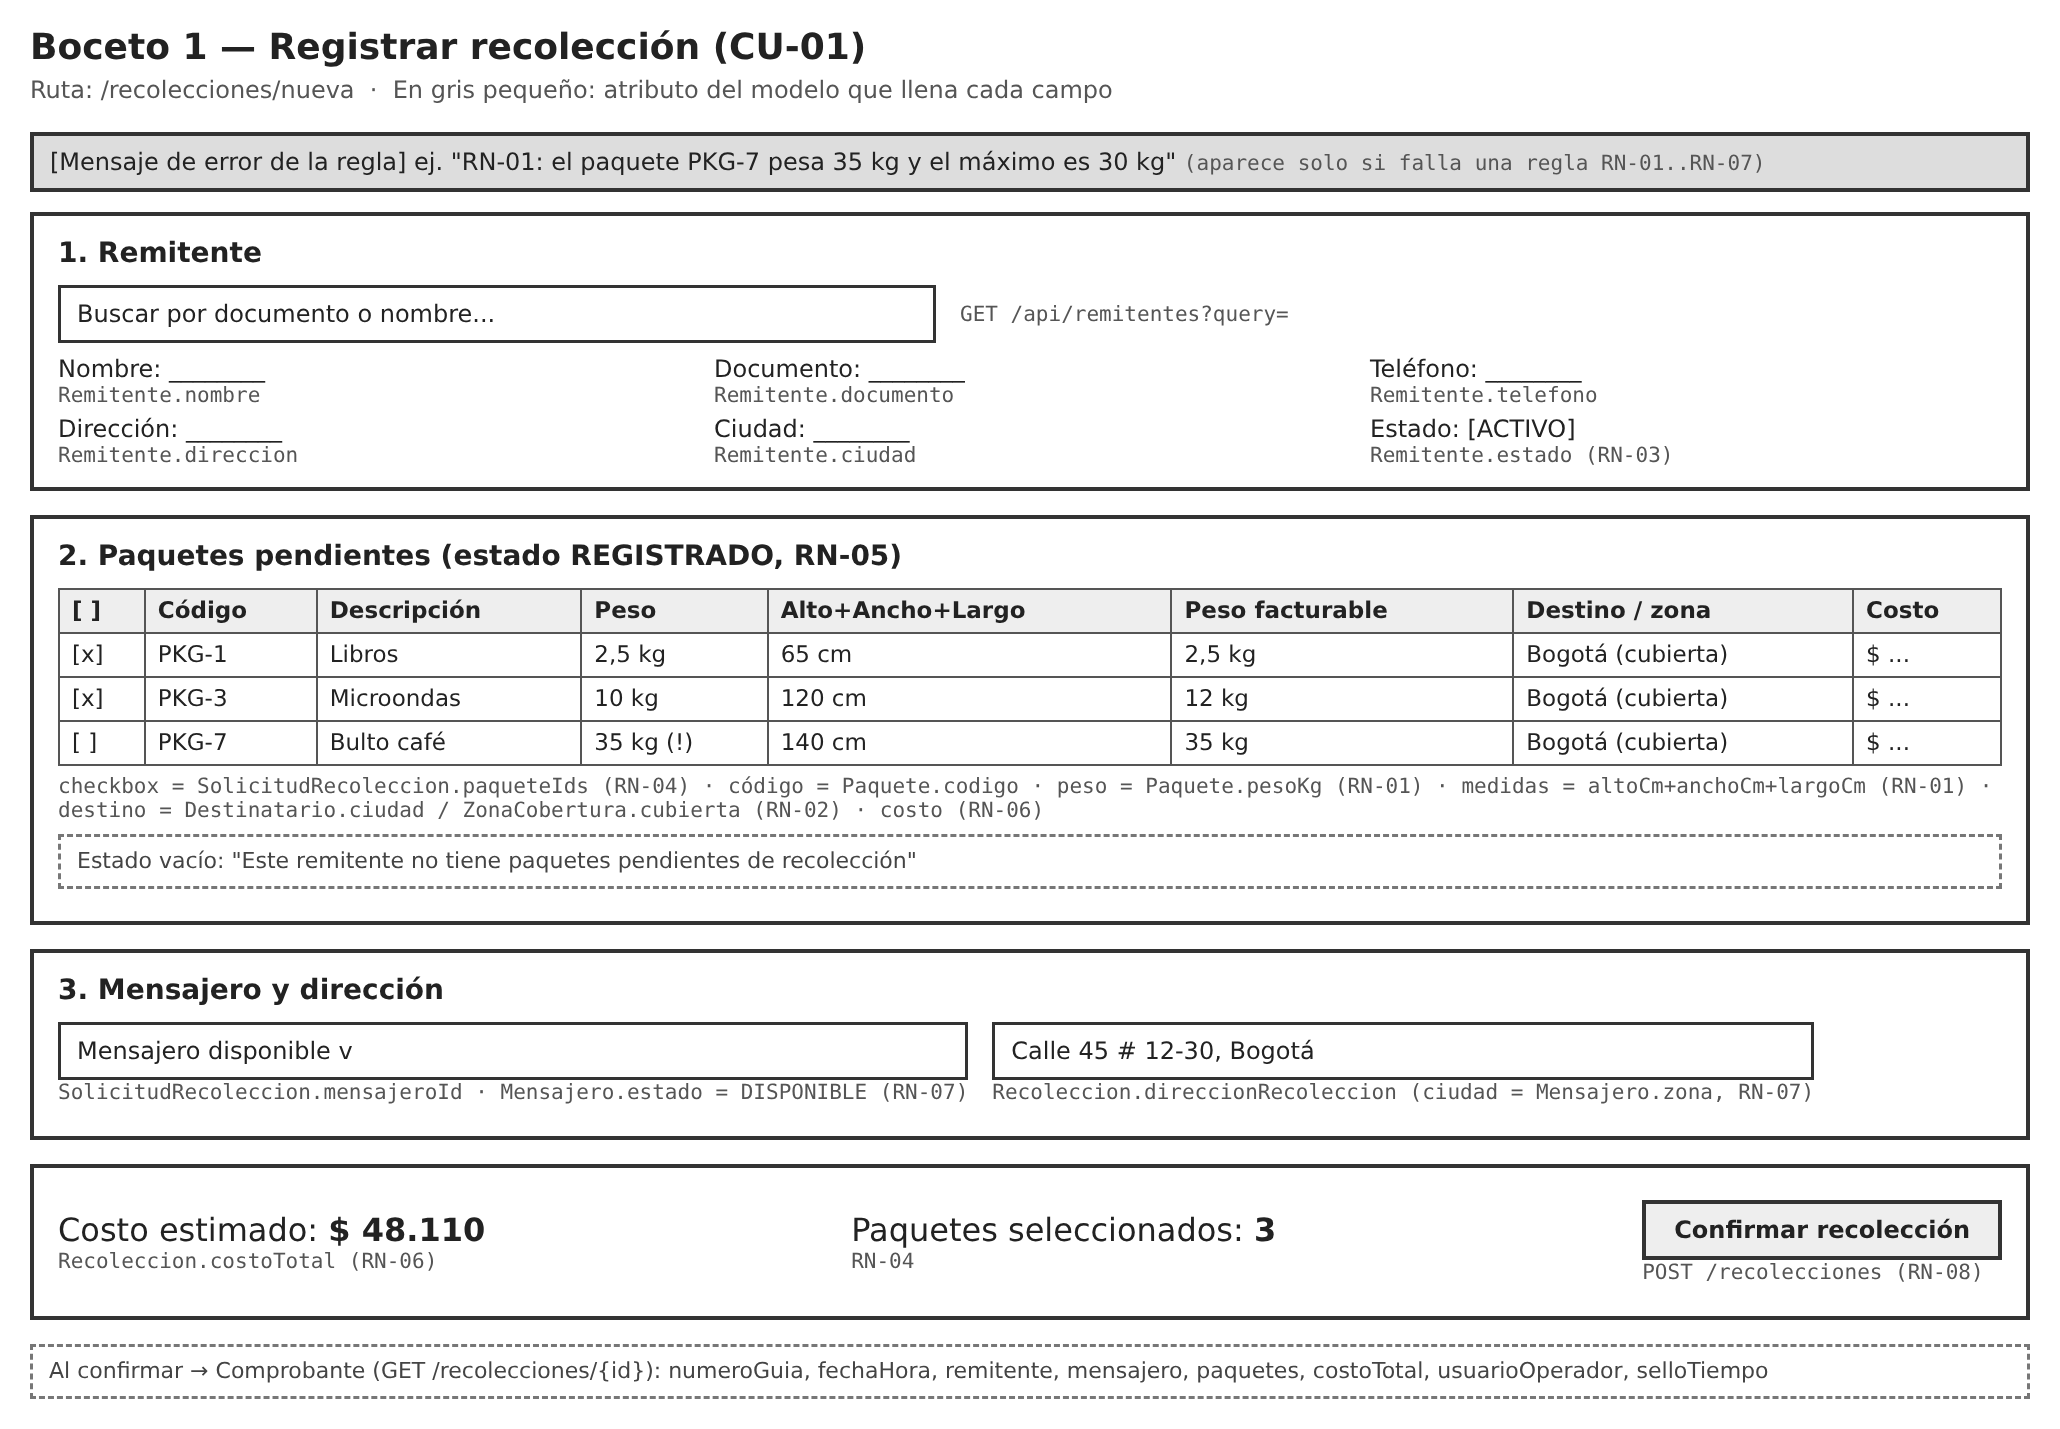 Boceto 1 — Registrar recolección (CU-01)
Ruta: /recolecciones/nueva · En gris pequeño: atributo del modelo que llena cada campo
[Mensaje de error de la regla] ej. "RN-01: el paquete PKG-7 pesa 35 kg y el máximo es 30 kg" (aparece solo si falla una regla RN-01..RN-07)
1. Remitente
Buscar por documento o nombre... GET /api/remitentes?query=
Nombre: ________ Documento: ________ Teléfono: ________
Remitente.nombre Remitente.documento Remitente.telefono
Dirección: ________ Ciudad: ________ Estado: [ACTIVO]
Remitente.direccion Remitente.ciudad Remitente.estado (RN-03)
2. Paquetes pendientes (estado REGISTRADO, RN-05)
[ ] Código Descripción Peso Alto+Ancho+Largo Peso facturable Destino / zona Costo
[x] PKG-1 Libros 2,5 kg 65 cm 2,5 kg Bogotá (cubierta) $ ...
[x] PKG-3 Microondas 10 kg 120 cm 12 kg Bogotá (cubierta) $ ...
[ ] PKG-7 Bulto café 35 kg (!) 140 cm 35 kg Bogotá (cubierta) $ ...
checkbox = SolicitudRecoleccion.paqueteIds (RN-04) · código = Paquete.codigo · peso = Paquete.pesoKg (RN-01) · medidas = altoCm+anchoCm+largoCm (RN-01) ·
destino = Destinatario.ciudad / ZonaCobertura.cubierta (RN-02) · costo (RN-06)
Estado vacío: "Este remitente no tiene paquetes pendientes de recolección"
3. Mensajero y dirección
Mensajero disponible v Calle 45 # 12-30, Bogotá
SolicitudRecoleccion.mensajeroId · Mensajero.estado = DISPONIBLE (RN-07) Recoleccion.direccionRecoleccion (ciudad = Mensajero.zona, RN-07)
Costo estimado: $ 48.110 Paquetes seleccionados: 3 Confirmar recolección
Recoleccion.costoTotal (RN-06) RN-04 POST /recolecciones (RN-08)
Al confirmar → Comprobante (GET /recolecciones/{id}): numeroGuia, fechaHora, remitente, mensajero, paquetes, costoTotal, usuarioOperador, selloTiempo